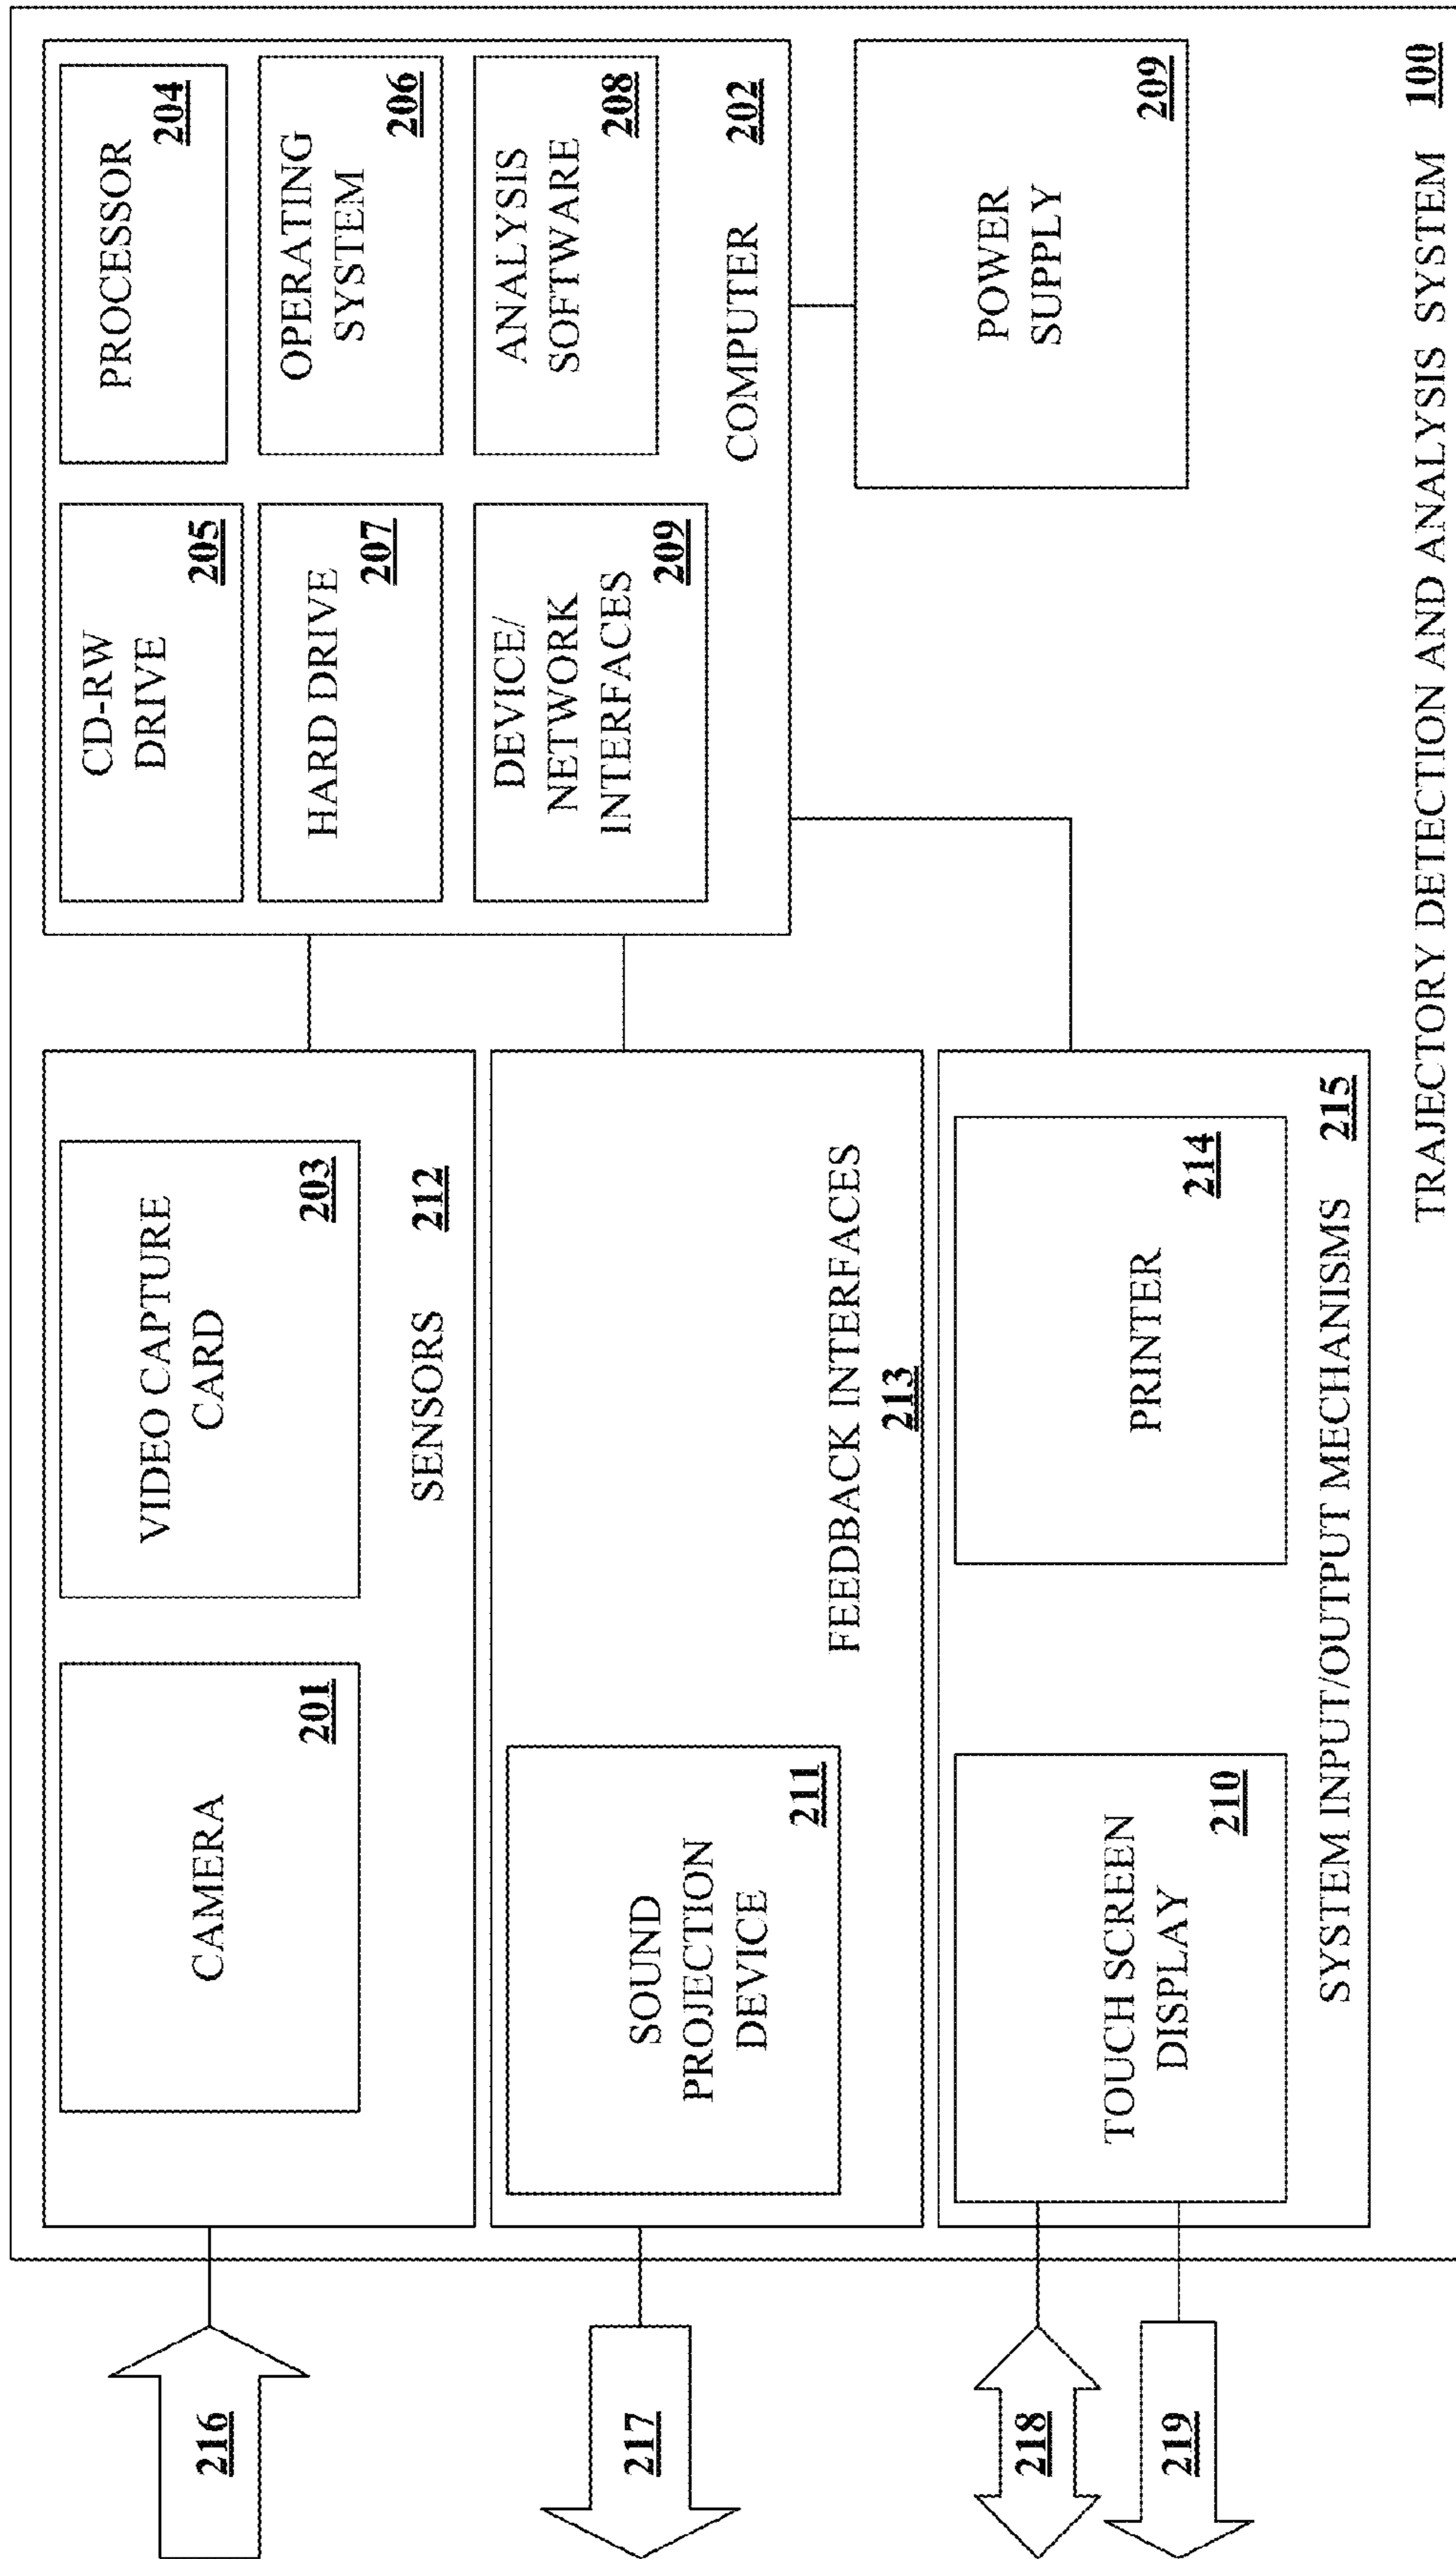 216
CAMERA
201
VIDEO CAPTURE
CARD
203
SENSORS 212
217
SOUND
PROJECTION
DEVICE
211
FEEDBACK INTERFACES
213
218
219
TOUCH SCREEN
DISPLAY
210
PRINTER
214
SYSTEM INPUT/OUTPUT MECHANISMS 215
CD-RW
DRIVE
205
PROCESSOR
204
HARD DRIVE
207
OPERATING
SYSTEM
206
DEVICE/
NETWORK
INTERFACES
209
ANALYSIS
SOFTWARE
208
COMPUTER 202
POWER
SUPPLY
209
TRAJECTORY DETECTION AND ANALYSIS SYSTEM 100